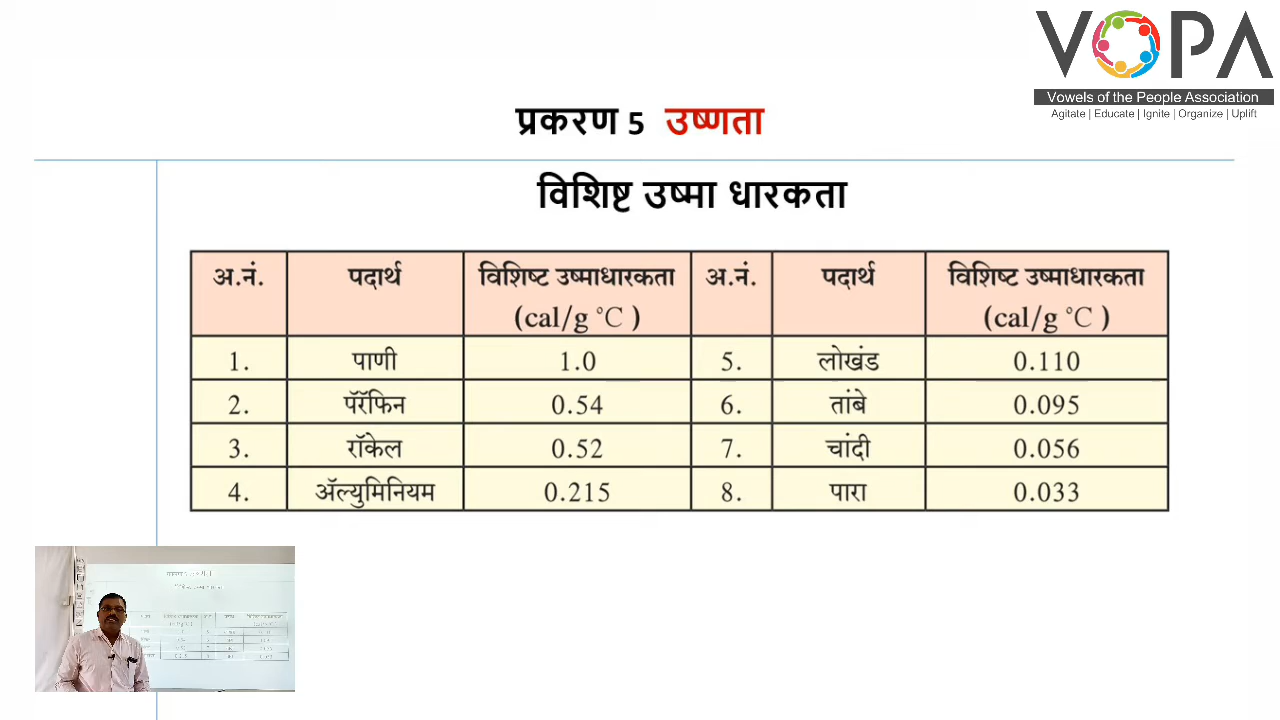 VOPA
Vowels of the People Association
Agitate | Educate | Ignite | Organize | Uplift
प्रकरण 5 उष्णता
विशिष्ट उष्मा धारकता
अ.नं. पदार्थ विशिष्ट उष्माधारकता (cal/g °C ) अ.नं. पदार्थ विशिष्ट उष्माधारकता (cal/g °C )
1. पाणी 1.0 5. लोखंड 0.110
2. पॅरॅफिन 0.54 6. तांबे 0.095
3. रॉकेल 0.52 7. चांदी 0.056
4. ॲल्युमिनियम 0.215 8. पारा 0.033